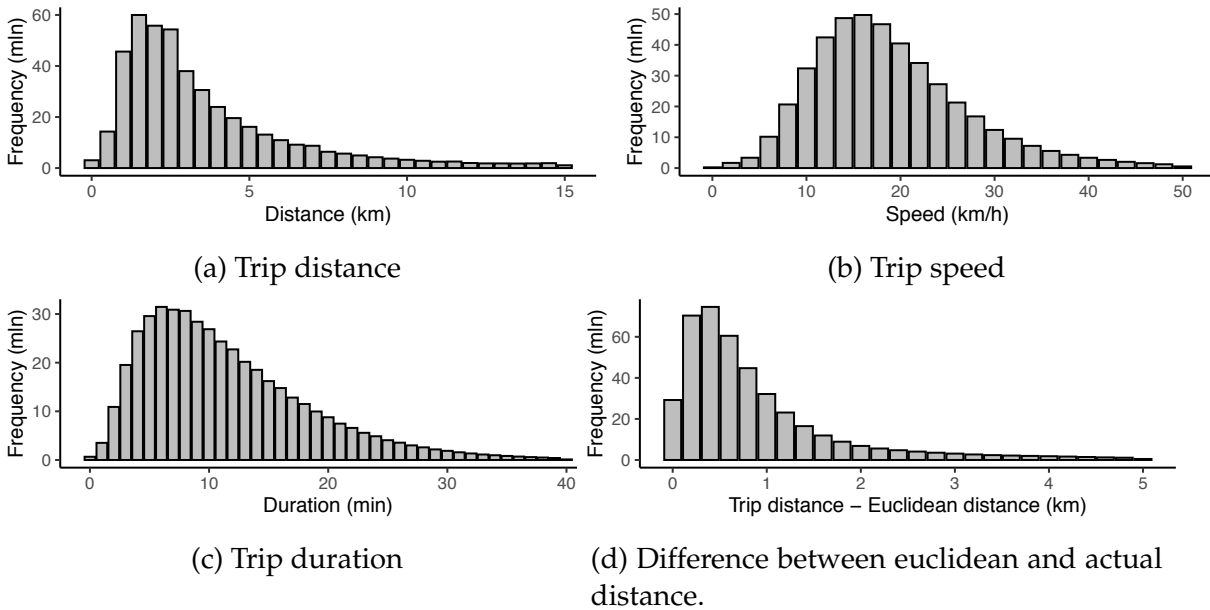 Frequency (mln)
60
40
20
0
0 5 10 15
Distance (km)
(a) Trip distance
Frequency (mln)
50
40
30
20
10
0
0 10 20 30 40 50
Speed (km/h)
(b) Trip speed
Frequency (mln)
30
20
10
0
0 10 20 30 40
Duration (min)
(c) Trip duration
Frequency (mln)
60
40
20
0
0 1 2 3 4 5
Trip distance − Euclidean distance (km)
(d) Difference between euclidean and actual
distance.